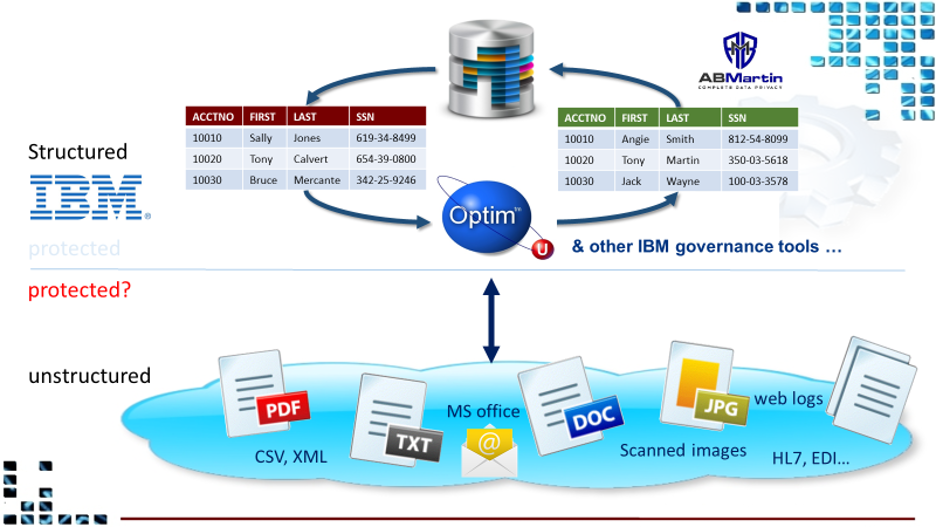 ABMartin
COMPLETE DATA PRIVACY
ACCTNO FIRST LAST SSN
10010 Sally Jones 619-34-8499
10020 Tony Calvert 654-39-0800
10030 Bruce Mercante 342-25-9246
ACCTNO FIRST LAST SSN
10010 Angie Smith 812-54-8099
10020 Tony Martin 350-03-5618
10030 Jack Wayne 100-03-3578
Structured
IBM®
Optim™
U
protected
& other IBM governance tools ...
protected?
unstructured
PDF
TXT
MS office
@
DOC
JPG
web logs
CSV, XML
Scanned images
HL7, EDI...